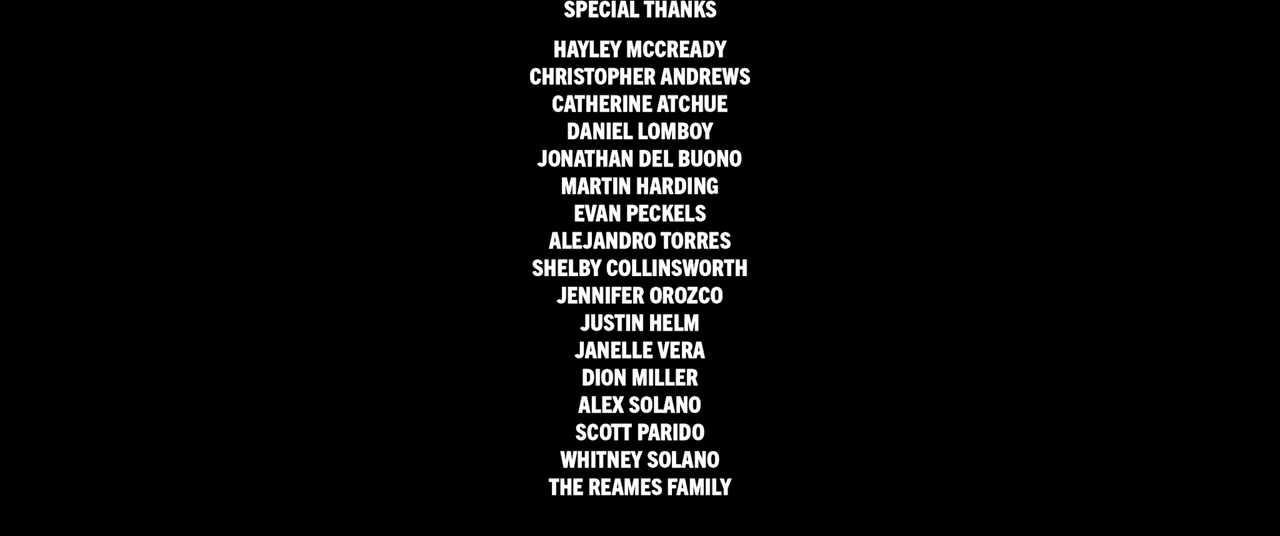 SPECIAL THANKS
HAYLEY MCCREADY
CHRISTOPHER ANDREWS
CATHERINE ATCHUE
DANIEL LOMBOY
JONATHAN DEL BUONO
MARTIN HARDING
EVAN PECKELS
ALEJANDRO TORRES
SHELBY COLLINSWORTH
JENNIFER OROZCO
JUSTIN HELM
JANELLE VERA
DION MILLER
ALEX SOLANO
SCOTT PARIDO
WHITNEY SOLANO
THE REAMES FAMILY